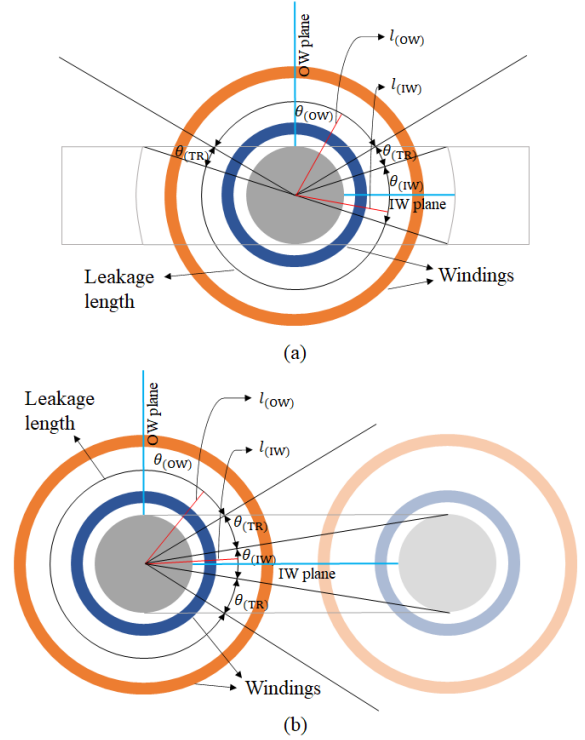 OW plane
l(OW)
l(IW)
θ(OW)
θ(TR)
θ(TR)
θ(IW)
IW plane
Leakage
length
Windings
(a)
Leakage
length
OW plane
l(OW)
l(IW)
θ(OW)
θ(TR)
θ(IW)
IW plane
θ(TR)
Windings
(b)